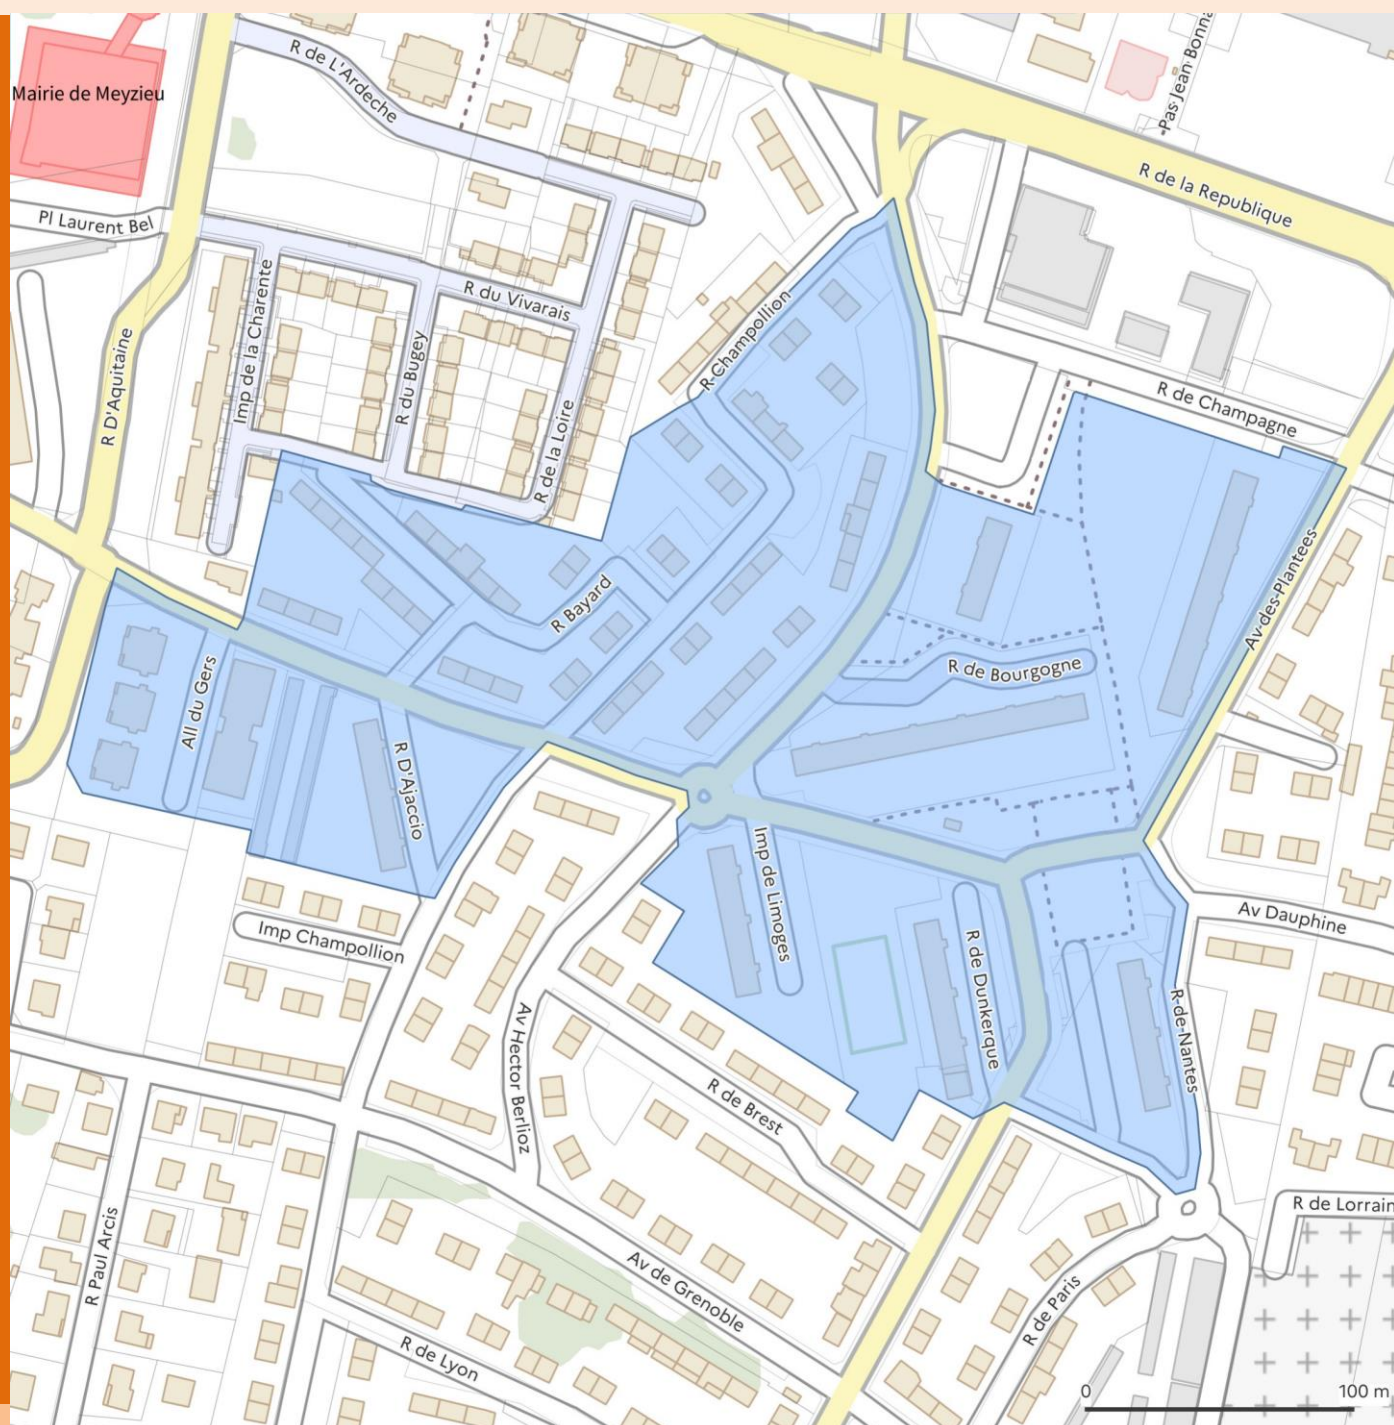 R de L'Ardeche
Mairie de Meyzieu
Pas Jean Bonna
R de la Republique
Pl Laurent Bel
Imp de la Charente
R du Vivarais
R du Bugey
R Champollion
R D'Aquitaine
R de la Loire
R de Champagne
Av des Plantees
R Bayard
All du Gers
R de Bourgogne
R D'Ajaccio
Imp de Limoges
Imp Champollion
R de Dunkerque
Av Dauphine
R de Nantes
Av Hector Berlioz
R de Brest
R Paul Arcis
Av de Grenoble
R de Lorrain
R de Paris
R de Lyon
0
100 m